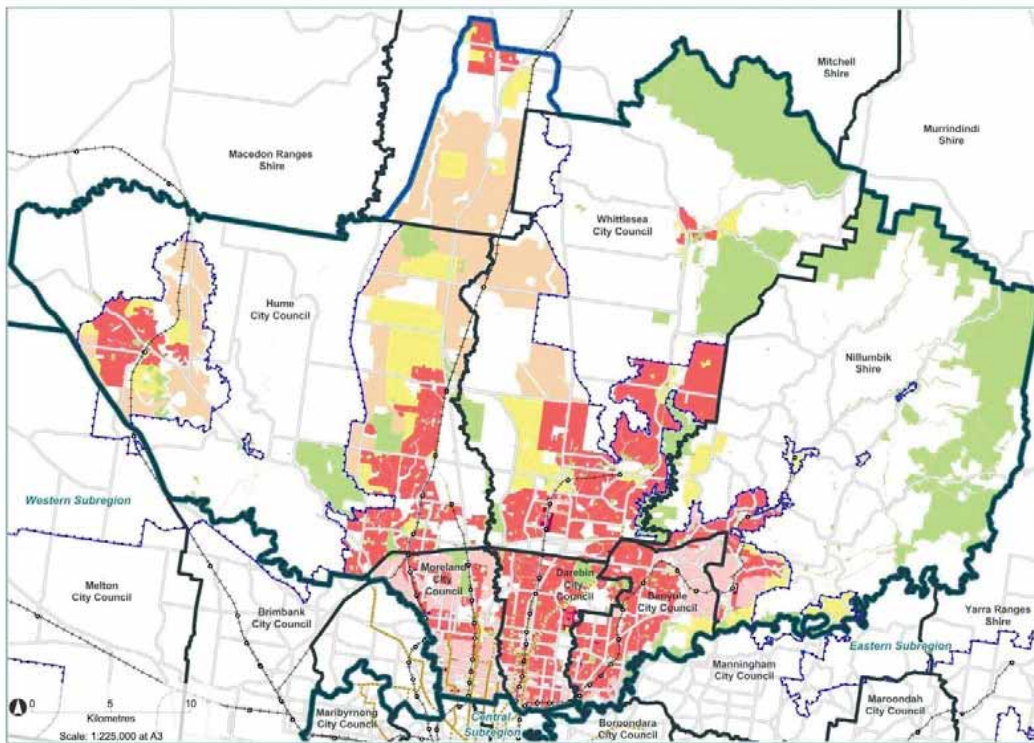 Mitchell
Shire
Murrindindi
Shire
Macedon Ranges
Shire
Whittlesea
City Council
Hume
City Council
Nillumbik
Shire
Western Subregion
Melton
City Council
Brimbank
City Council
Moreland
City
Council
Darebin
City
Council
Banyule
City Council
Yarra Ranges
Shire
Eastern Subregion
Manningham
City Council
Maroondah
City Council
Maribyrnong
City Council
Central
Subregion
Boroondara
City Council
0 5 10
Kilometres
Scale: 1:225,000 at A3